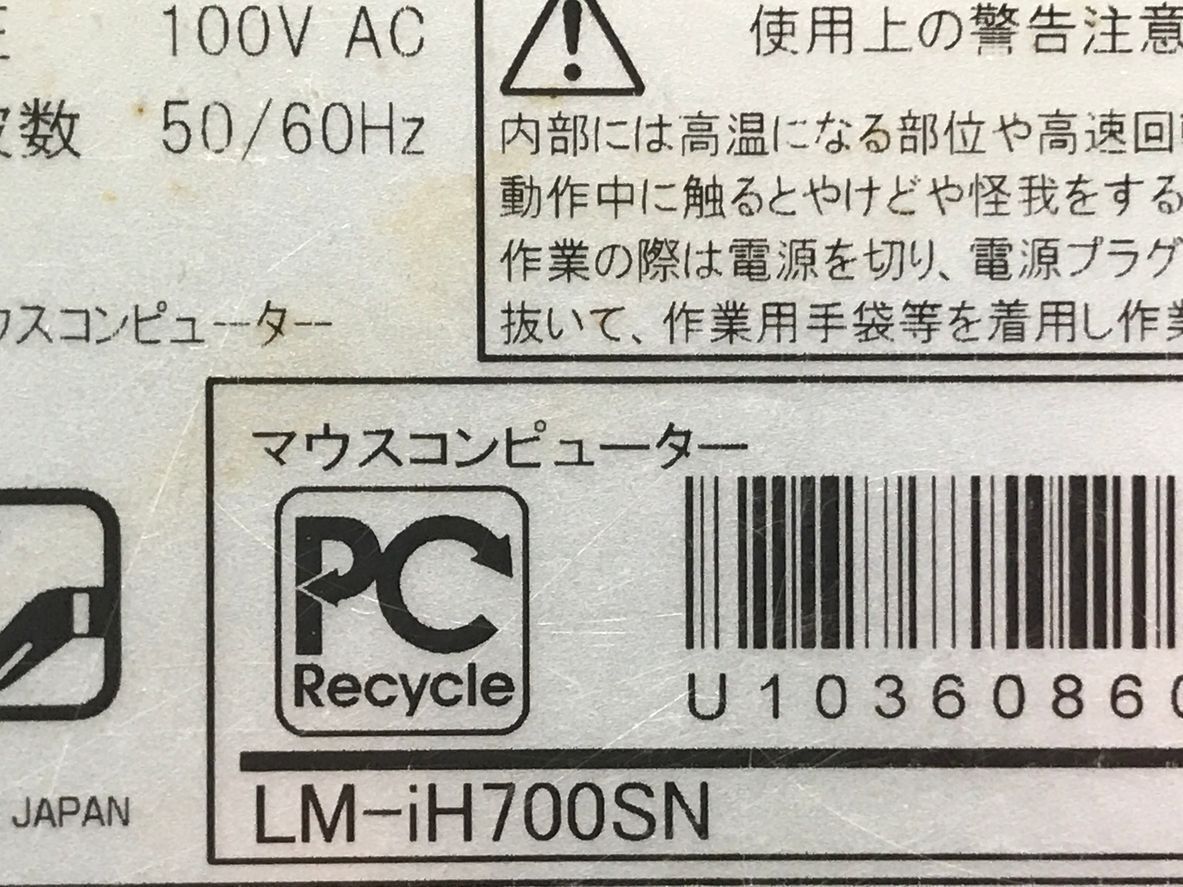 圧 100V AC
波数 50/60Hz
ウスコンピューター
使用上の警告注意
内部には高温になる部位や高速回転
動作中に触るとやけどや怪我をする
作業の際は電源を切り、電源プラグ
抜いて、作業用手袋等を着用し作業
マウスコンピューター
PC
Recycle
U10360860
LM-iH700SN
JAPAN